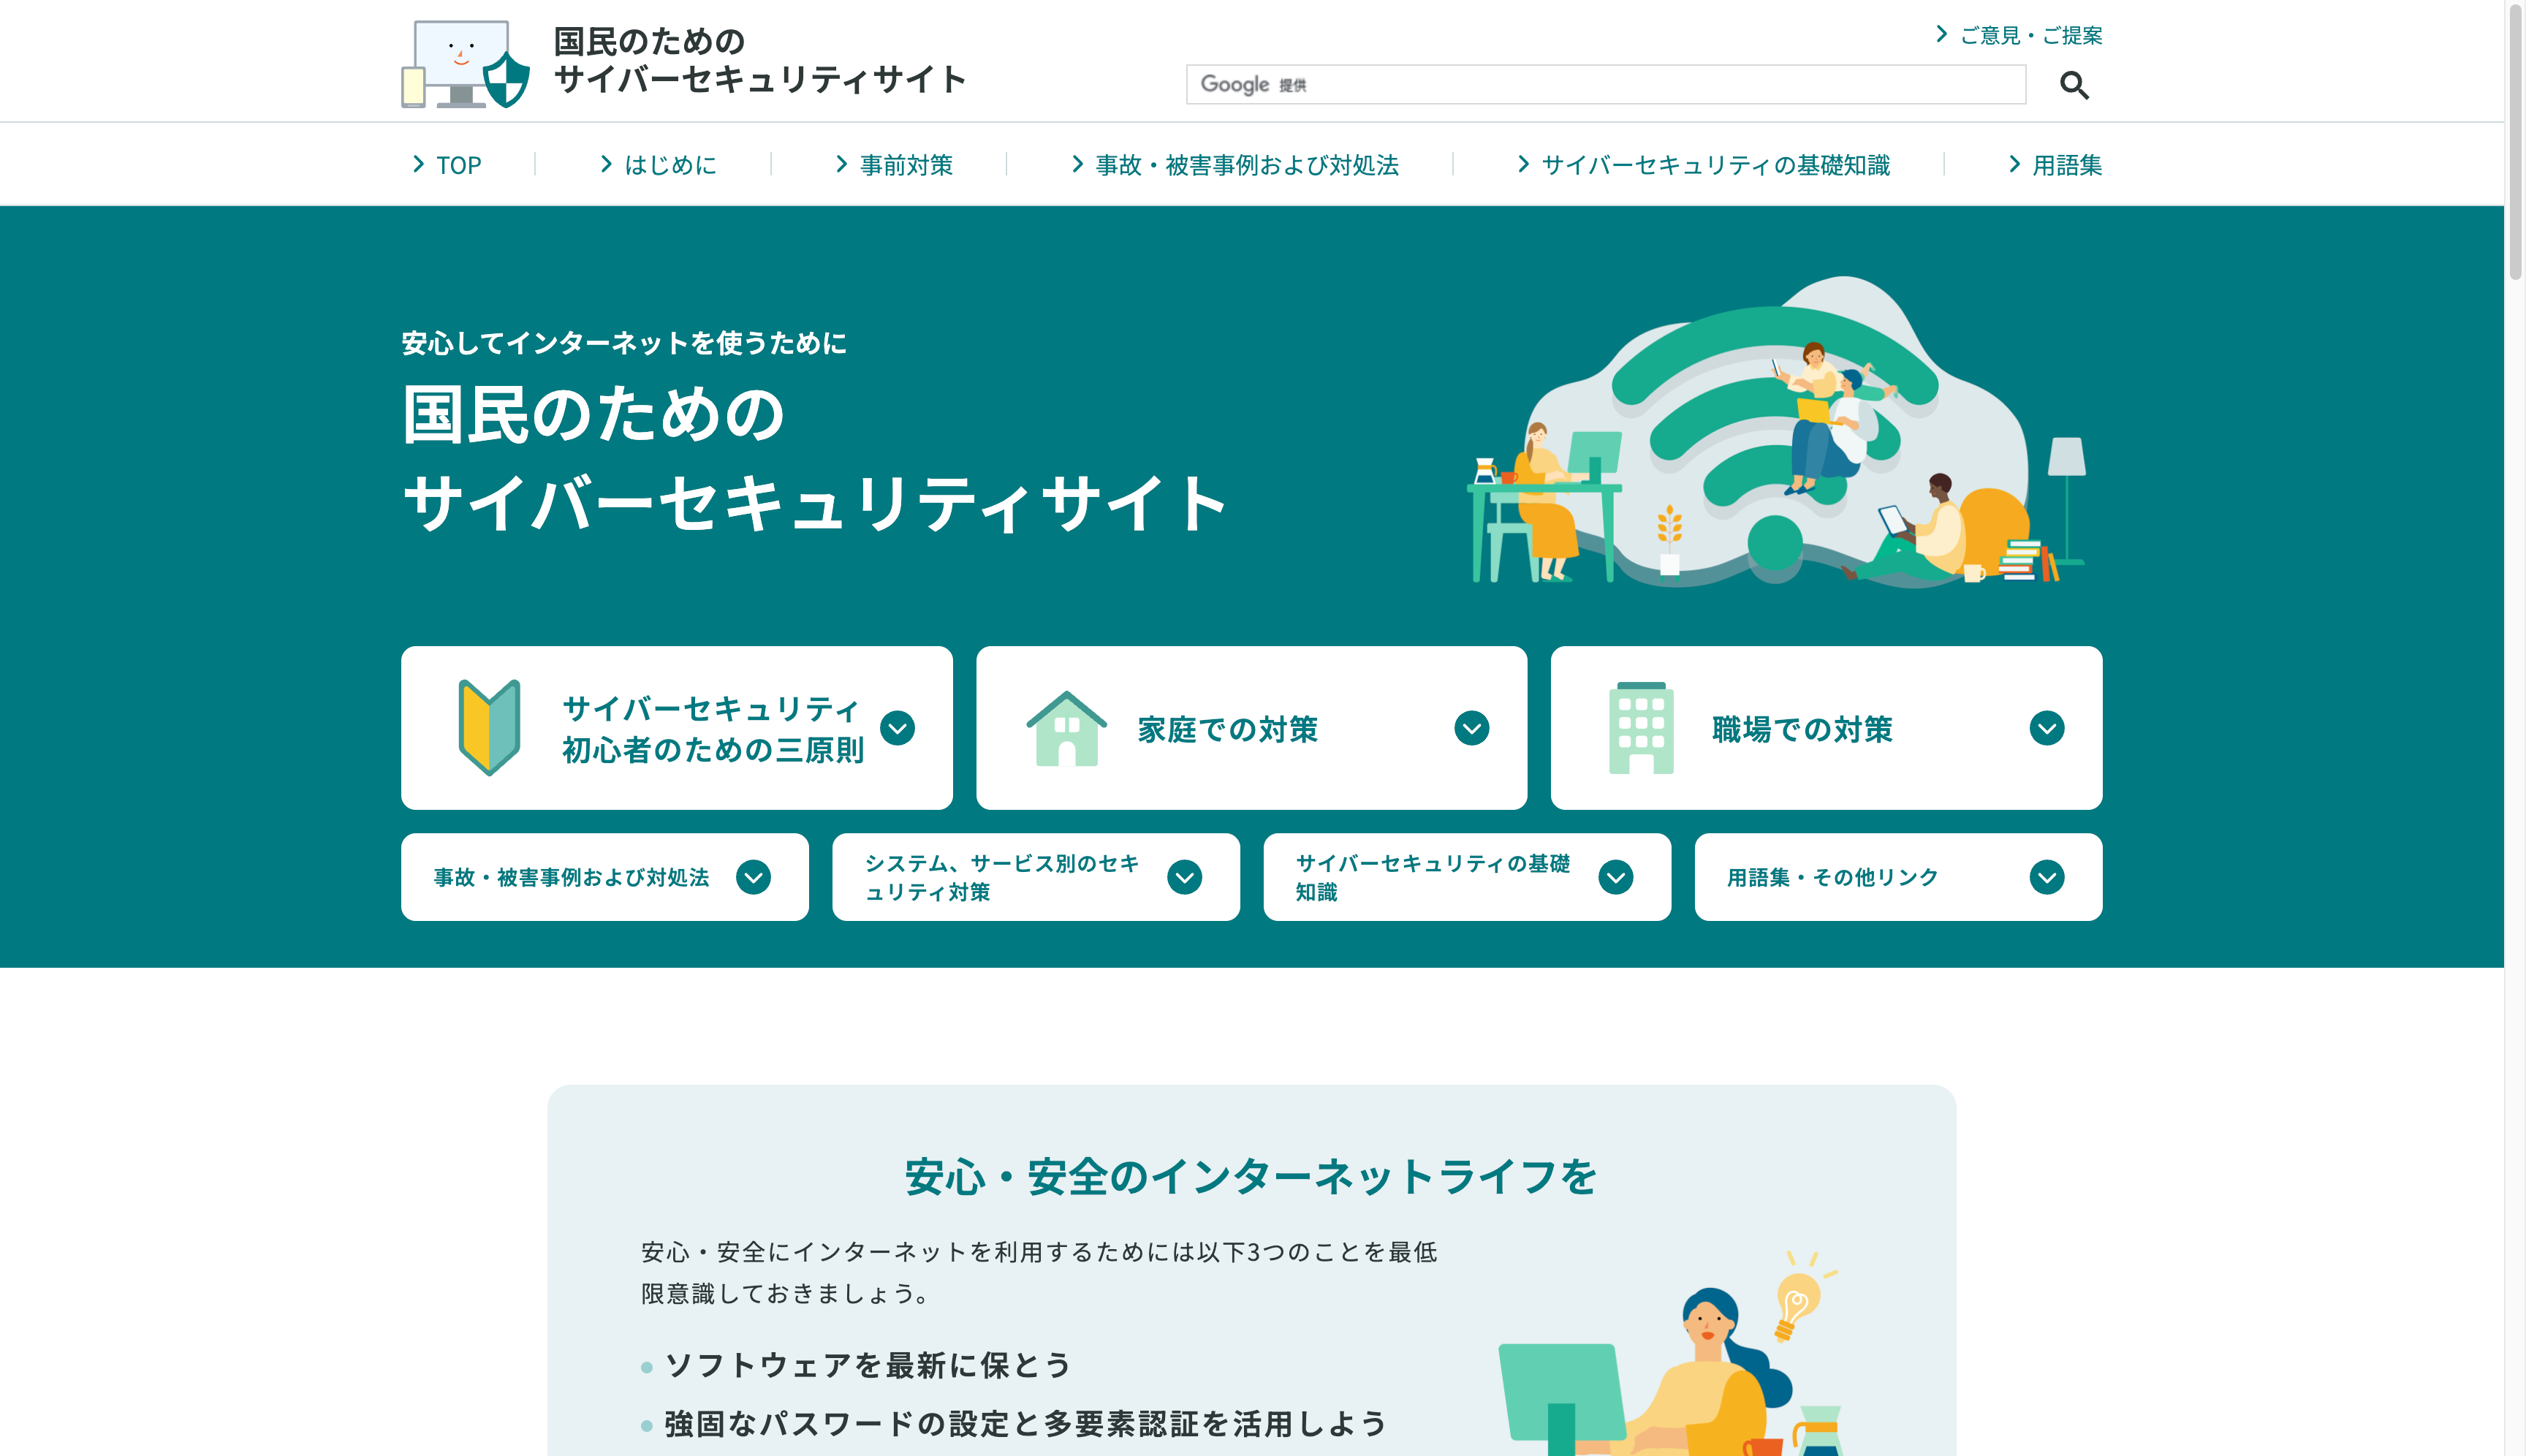 国民のための
サイバーセキュリティサイト
ご意見・ご提案
Google 提供
TOP
はじめに
事前対策
事故・被害事例および対処法
サイバーセキュリティの基礎知識
用語集
安心してインターネットを使うために
国民のための
サイバーセキュリティサイト
サイバーセキュリティ
初心者のための三原則
家庭での対策
職場での対策
事故・被害事例および対処法
システム、サービス別のセキ
ュリティ対策
サイバーセキュリティの基礎
知識
用語集・その他リンク
安心・安全のインターネットライフを
安心・安全にインターネットを利用するためには以下3つのことを最低
限意識しておきましょう。
ソフトウェアを最新に保とう
強固なパスワードの設定と多要素認証を活用しよう